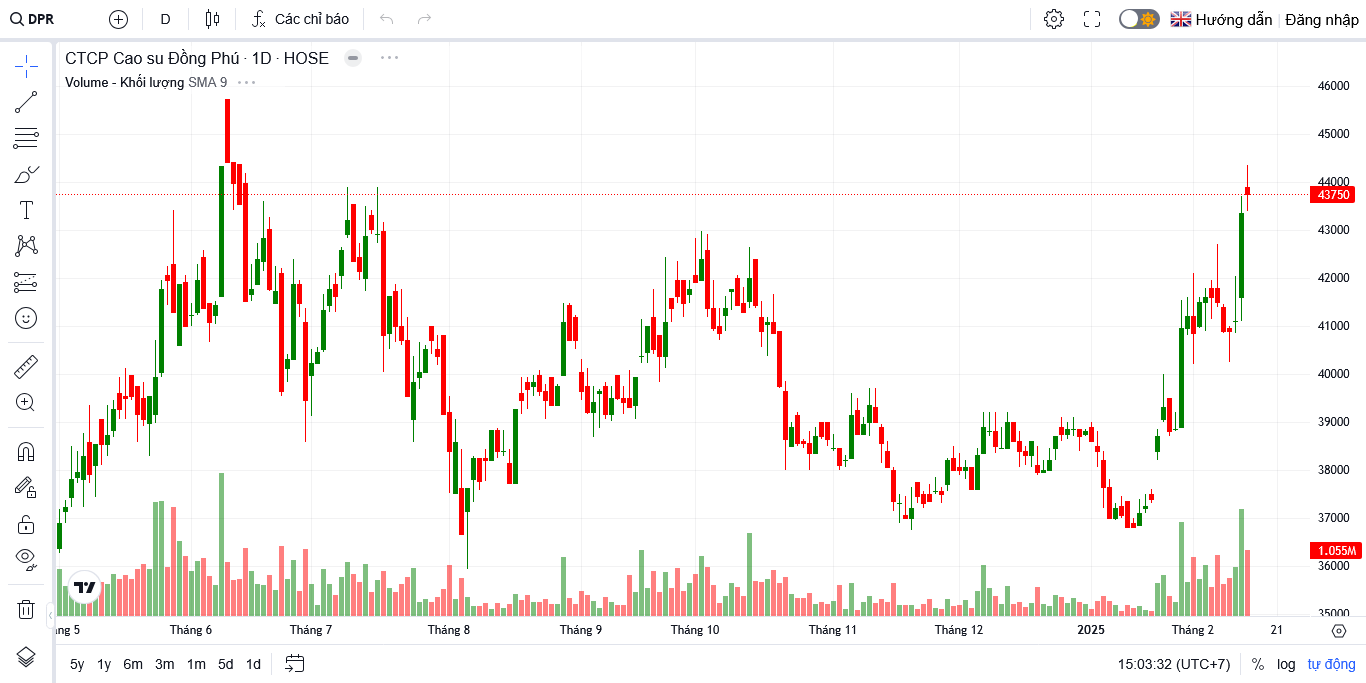 DPR D Các chỉ báo Hướng dẫn Đăng nhập
CTCP Cao su Đồng Phú · 1D · HOSE
Volume - Khối lượng SMA 9
46000
45000
44000
43750
43000
42000
41000
40000
39000
38000
37000
1.055M
36000
35000
ng 5 Tháng 6 Tháng 7 Tháng 8 Tháng 9 Tháng 10 Tháng 11 Tháng 12 2025 Tháng 2 21
5y 1y 6m 3m 1m 5d 1d 15:03:32 (UTC+7) % log tự động